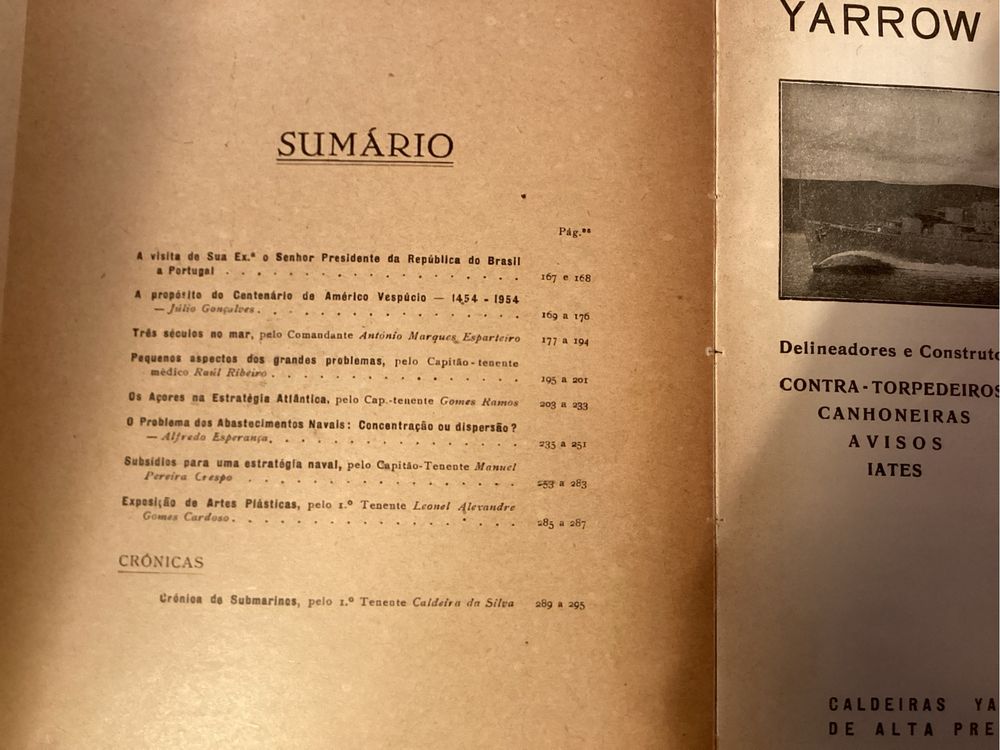 SUMÁRIO
Pág.ªˢ
A visita de Sua Ex.ª o Senhor Presidente da República do Brasil
a Portugal . . . . . . . . . . . . . . . . 167 e 168
A propósito do Centenário de Américo Vespúcio — 1454 - 1954
— Júlio Gonçalves . . . . . . . . . . . . . . 169 a 176
Três séculos no mar, pelo Comandante António Marques Esparteiro 177 a 194
Pequenos aspectos dos grandes problemas, pelo Capitão-tenente
médico Raúl Ribeiro . . . . . . . . . . . . . 195 a 201
Os Açores na Estratégia Atlântica, pelo Cap.-tenente Gomes Ramos 203 a 233
O Problema dos Abastecimentos Navais: Concentração ou dispersão?
— Alfredo Esperança . . . . . . . . . . . . . 235 a 251
Subsídios para uma estratégia naval, pelo Capitão-Tenente Manuel
Pereira Crespo . . . . . . . . . . . . . . 253 a 283
Exposição de Artes Plásticas, pelo 1.º Tenente Leonel Alexandre
Gomes Cardoso . . . . . . . . . . . . . . 285 a 287
CRÓNICAS
Crónica de Submarinos, pelo 1.º Tenente Caldeira da Silva 289 a 295
YARROW
Delineadores e Construto
CONTRA-TORPEDEIROS
CANHONEIRAS
AVISOS
IATES
CALDEIRAS YA
DE ALTA PRE